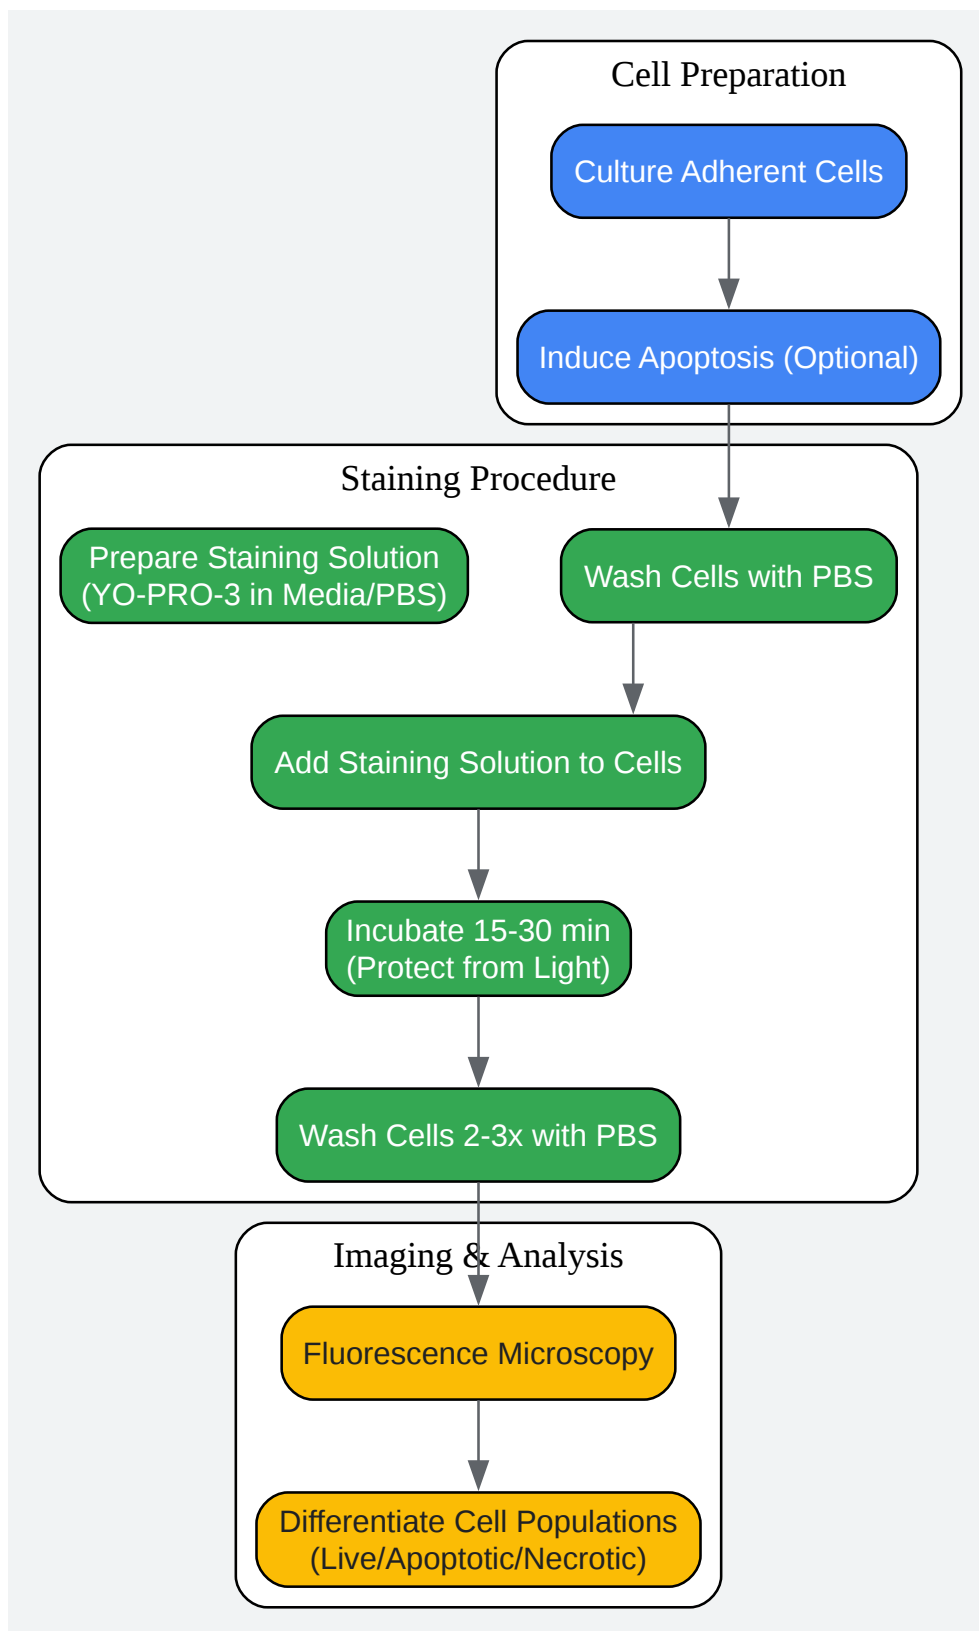 Cell Preparation
Culture Adherent Cells
Induce Apoptosis (Optional)
Staining Procedure
Prepare Staining Solution
(YO-PRO-3 in Media/PBS)
Wash Cells with PBS
Add Staining Solution to Cells
Incubate 15-30 min
(Protect from Light)
Wash Cells 2-3x with PBS
Imaging & Analysis
Fluorescence Microscopy
Differentiate Cell Populations
(Live/Apoptotic/Necrotic)